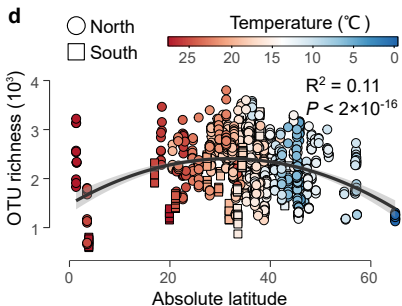 d
North
South
Temperature (℃)
25 20 15 10 5 0
R² = 0.11
P < 2×10⁻¹⁶
OTU richness (10³)
4
3
2
1
0 20 40 60
Absolute latitude